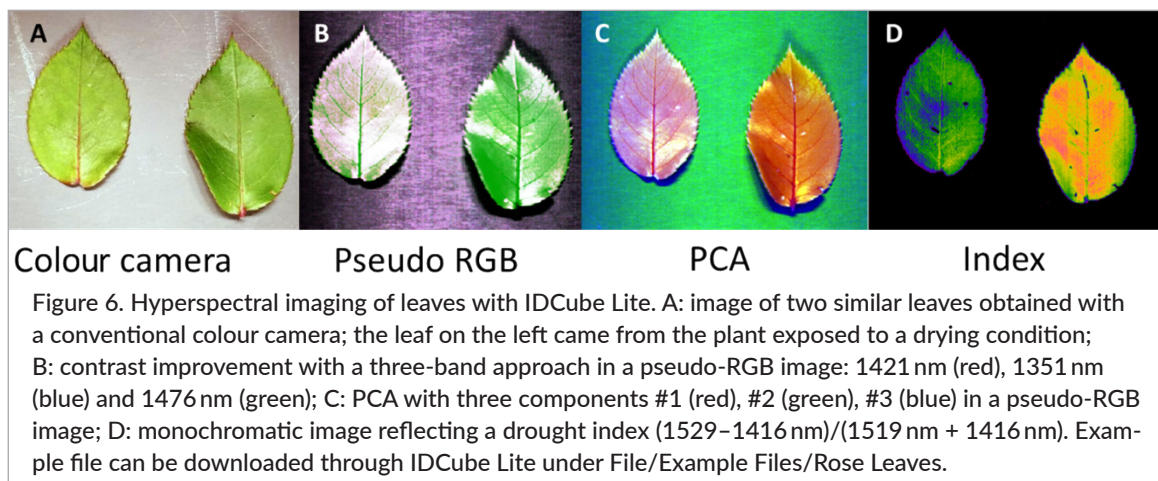 A B C D
Colour camera Pseudo RGB PCA Index
Figure 6. Hyperspectral imaging of leaves with IDCube Lite. A: image of two similar leaves obtained with
a conventional colour camera; the leaf on the left came from the plant exposed to a drying condition;
B: contrast improvement with a three-band approach in a pseudo-RGB image: 1421 nm (red), 1351 nm
(blue) and 1476 nm (green); C: PCA with three components #1 (red), #2 (green), #3 (blue) in a pseudo-RGB
image; D: monochromatic image reflecting a drought index (1529–1416 nm)/(1519 nm + 1416 nm). Exam-
ple file can be downloaded through IDCube Lite under File/Example Files/Rose Leaves.